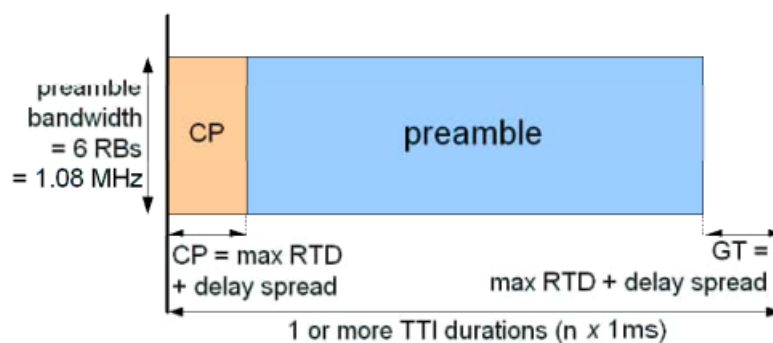 preamble
bandwidth
= 6 RBs
= 1.08 MHz
CP
preamble
CP = max RTD
+ delay spread
GT =
max RTD + delay spread
1 or more TTI durations (n x 1ms)